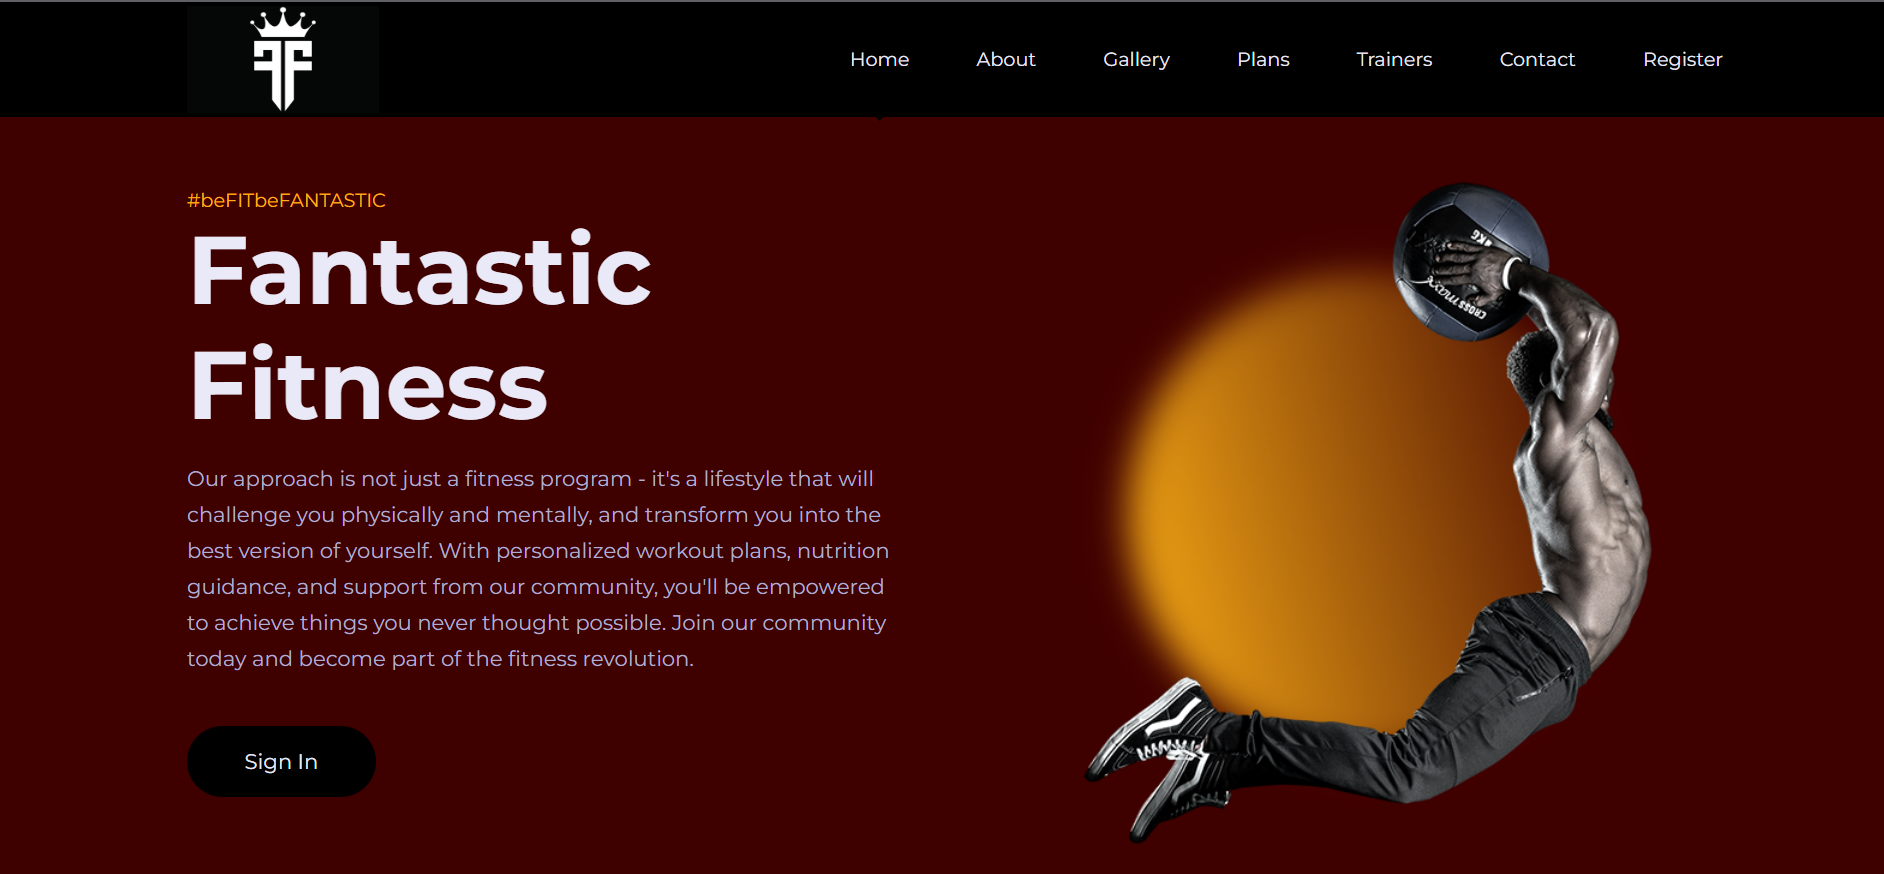 FF
Home About Gallery Plans Trainers Contact Register
#beFITbeFANTASTIC
Fantastic
Fitness
Our approach is not just a fitness program - it's a lifestyle that will
challenge you physically and mentally, and transform you into the
best version of yourself. With personalized workout plans, nutrition
guidance, and support from our community, you'll be empowered
to achieve things you never thought possible. Join our community
today and become part of the fitness revolution.
Sign In
KG
CROSSmaxx